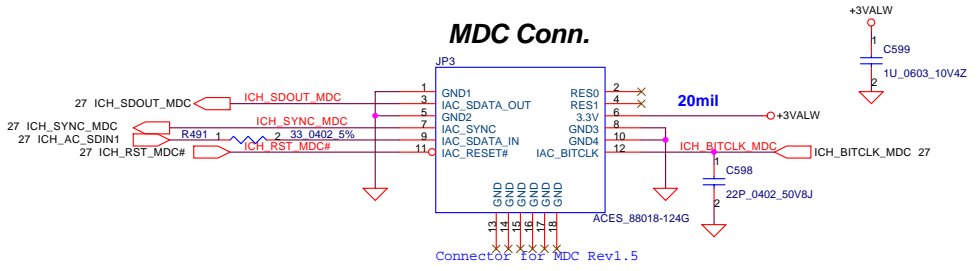 +3VALW
MDC Conn.
1
C599
1U_0603_10V4Z
2
JP3
1 GND1 RES0 2
ICH_SDOUT_MDC
27 ICH_SDOUT_MDC 3 IAC_SDATA_OUT RES1 4 20mil
5 GND2 3.3V 6 +3VALW
ICH_SYNC_MDC
27 ICH_SYNC_MDC 7 IAC_SYNC GND3 8
27 ICH_AC_SDIN1 R491 1 2 33_0402_5% 9 IAC_SDATA_IN GND4 10
27 ICH_RST_MDC# ICH_RST_MDC# 11 IAC_RESET# IAC_BITCLK 12 ICH_BITCLK_MDC ICH_BITCLK_MDC 27
1
C598
22P_0402_50V8J
2
GND GND GND GND GND GND
ACES_88018-124G
13 14 15 16 17 18
Connector for MDC Rev1.5